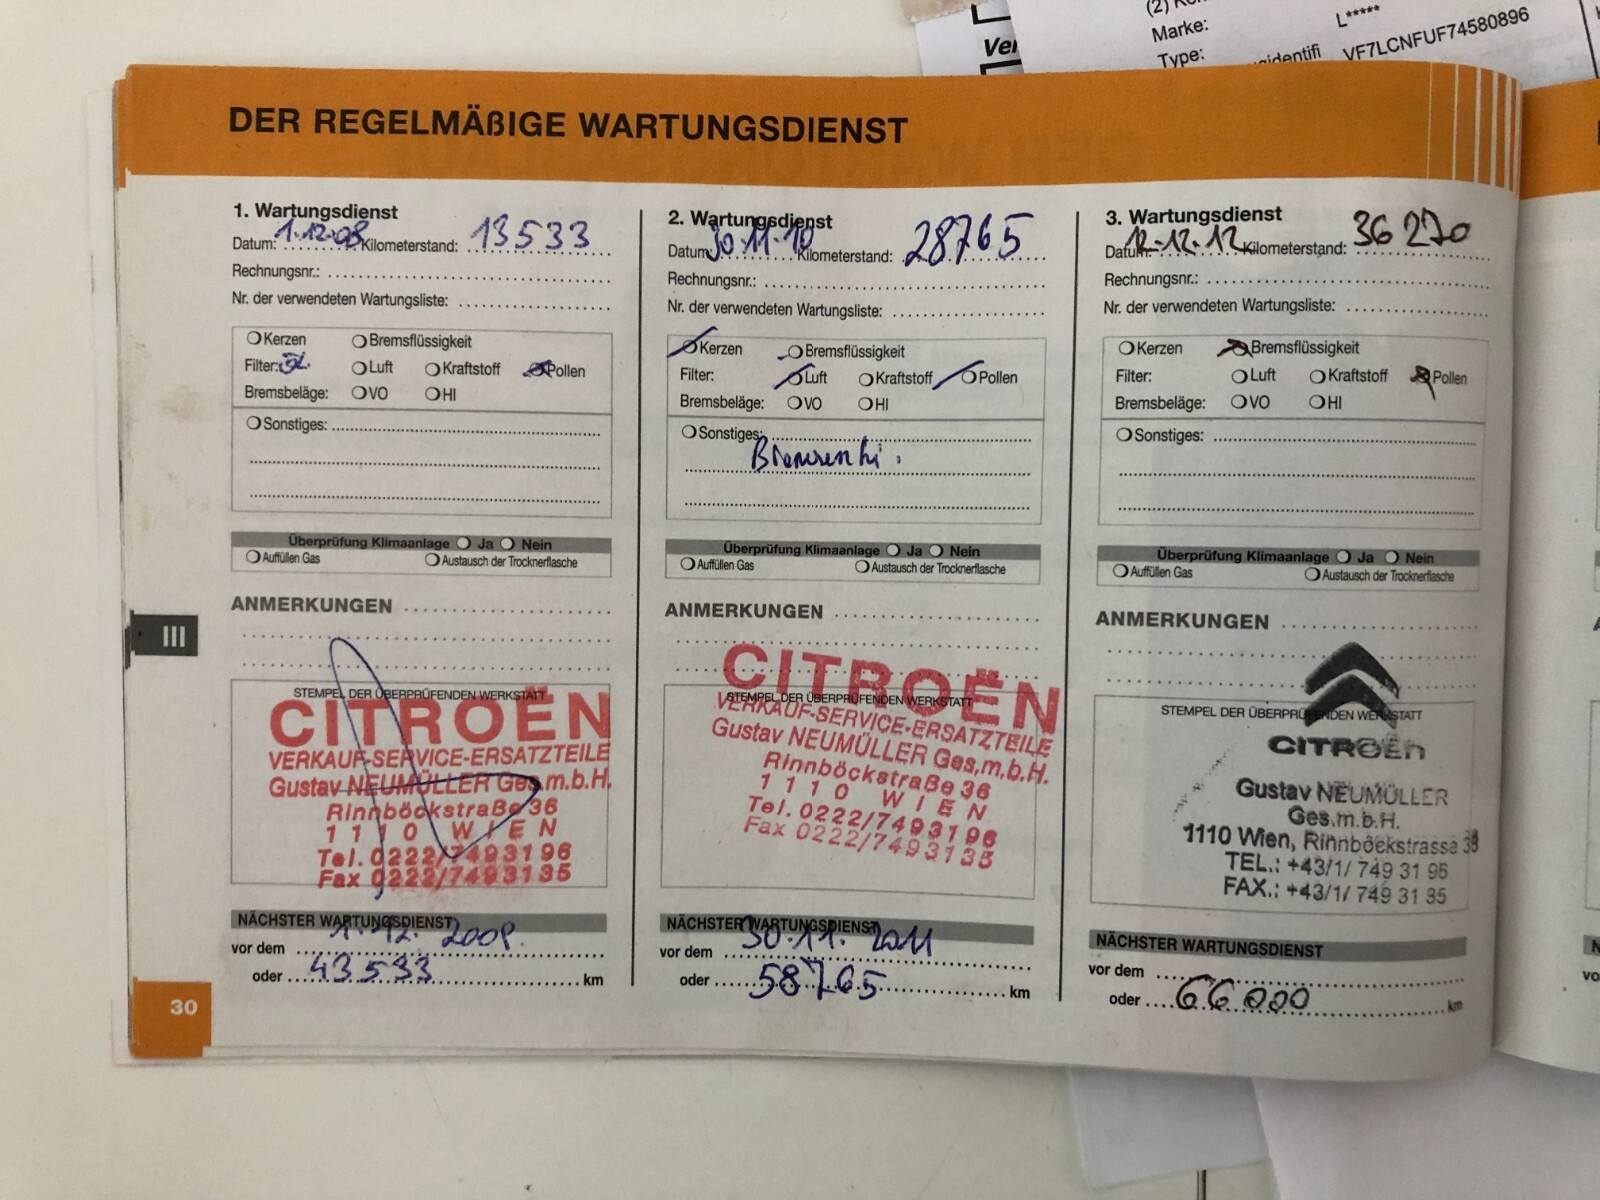 Ver
(2)
Marke:
L*****
Type:
identifi VF7LCNFUF74580896
DER REGELMÄßIGE WARTUNGSDIENST
1. Wartungsdienst
Datum: 1.12.08 Kilometerstand: 13533
Rechnungsnr.:
Nr. der verwendeten Wartungsliste:
Kerzen Bremsflüssigkeit
Filter: Luft Kraftstoff Pollen
Bremsbeläge: VO HI
Sonstiges:
Überprüfung Klimaanlage Ja Nein
Auffüllen Gas Austausch der Trocknerflasche
ANMERKUNGEN
STEMPEL DER ÜBERPRÜFENDEN WERKSTATT
CITROËN
VERKAUF-SERVICE-ERSATZTEILE
Gustav NEUMÜLLER Ges.m.b.H.
Rinnböckstraße 36
1110 WIEN
Tel. 0222/7493196
Fax 0222/7493135
NÄCHSTER WARTUNGSDIENST
vor dem 1.12.2009.
oder 43533 km
2. Wartungsdienst
Datum 30.11.10 Kilometerstand: 28765
Rechnungsnr.:
Nr. der verwendeten Wartungsliste:
Kerzen Bremsflüssigkeit
Filter: Luft Kraftstoff Pollen
Bremsbeläge: VO HI
Sonstiges:
Überprüfung Klimaanlage Ja Nein
Auffüllen Gas Austausch der Trocknerflasche
ANMERKUNGEN
STEMPEL DER ÜBERPRÜFENDEN WERKSTATT
CITROËN
VERKAUF-SERVICE-ERSATZTEILE
Gustav NEUMÜLLER Ges.m.b.H.
Rinnböckstraße 36
1110 WIEN
Tel. 0222/7493196
Fax 0222/7493135
NÄCHSTER WARTUNGSDIENST
vor dem 30.11.2011
oder 58765 km
3. Wartungsdienst
Datum: 12.12.12 Kilometerstand: 36270
Rechnungsnr.:
Nr. der verwendeten Wartungsliste:
Kerzen Bremsflüssigkeit
Filter: Luft Kraftstoff Pollen
Bremsbeläge: VO HI
Sonstiges:
Überprüfung Klimaanlage Ja Nein
Auffüllen Gas Austausch der Trocknerflasche
ANMERKUNGEN
STEMPEL DER ÜBERPRÜFENDEN WERKSTATT
CITROËN
Gustav NEUMÜLLER
Ges.m.b.H.
1110 Wien, Rinnböckstrasse 36
TEL.: +43/1/ 749 31 96
FAX.: +43/1/ 749 31 35
NÄCHSTER WARTUNGSDIENST
vor dem
oder 66000 km
III
30